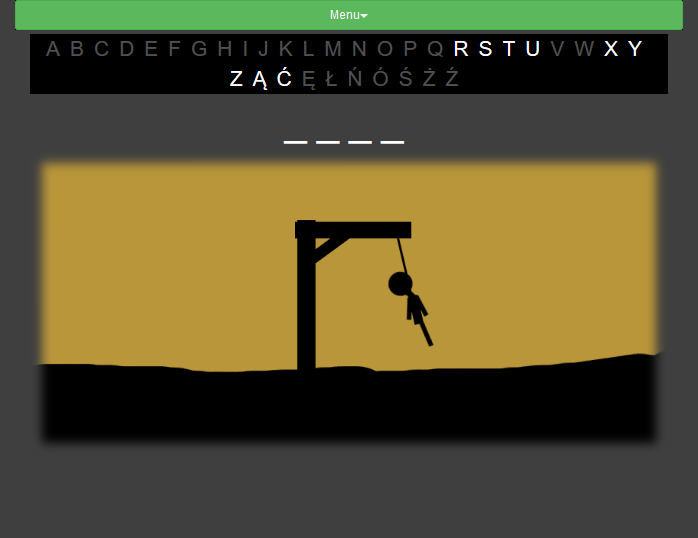 Menu
A B C D E F G H I J K L M N O P Q R S T U V W X Y
Z Ą Ć Ę Ł Ń Ó Ś Ż Ź
_ _ _ _